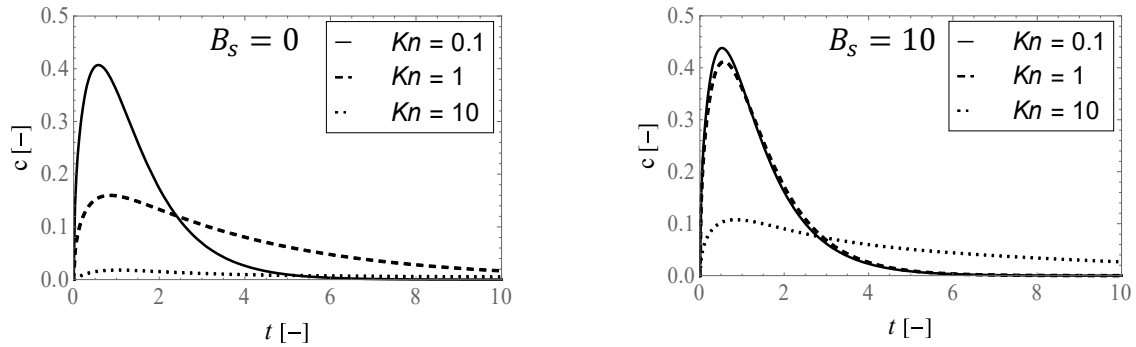 0.5
0.4
0.3
0.2
0.1
0.0
c [−]
B_s = 0
Kn = 0.1
Kn = 1
Kn = 10
0 2 4 6 8 10
t [−]
0.5
0.4
0.3
0.2
0.1
0.0
c [−]
B_s = 10
Kn = 0.1
Kn = 1
Kn = 10
0 2 4 6 8 10
t [−]